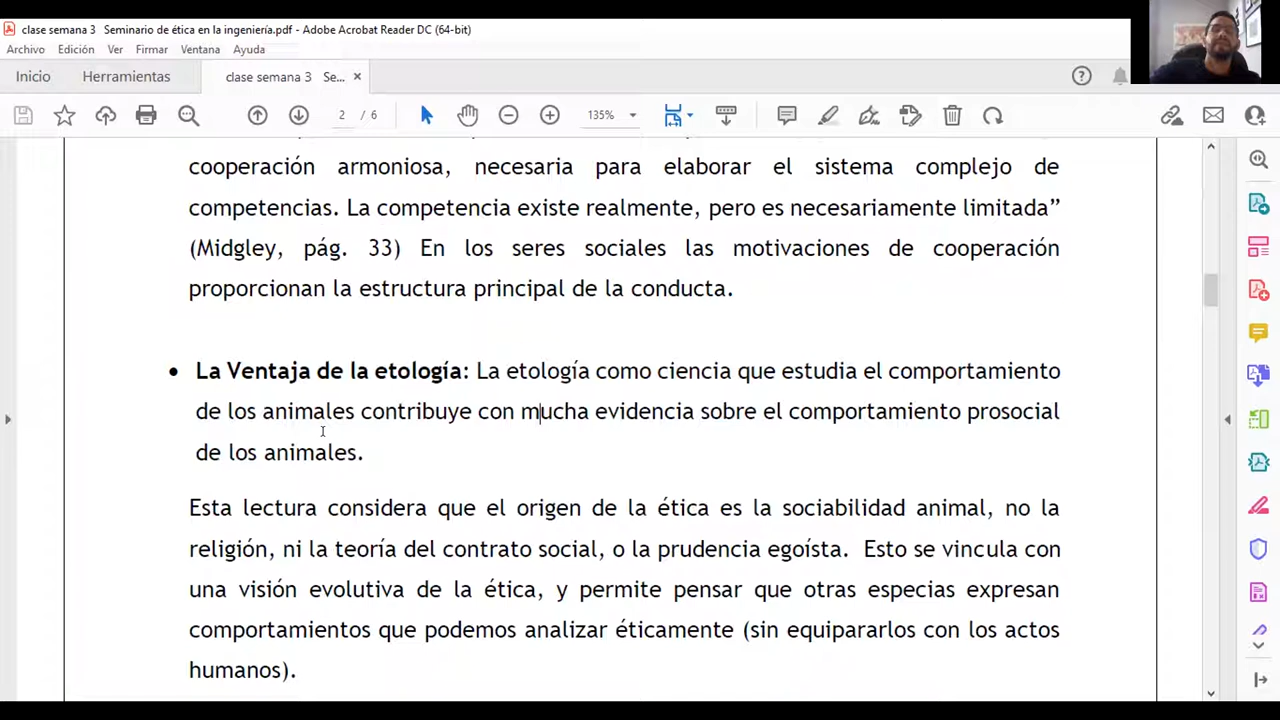 clase semana 3 Seminario de ética en la ingeniería.pdf - Adobe Acrobat Reader DC (64-bit)
Archivo Edición Ver Firmar Ventana Ayuda
Inicio Herramientas clase semana 3 Se... ×
2 / 6 135%
cooperación armoniosa, necesaria para elaborar el sistema complejo de
competencias. La competencia existe realmente, pero es necesariamente limitada”
(Midgley, pág. 33) En los seres sociales las motivaciones de cooperación
proporcionan la estructura principal de la conducta.
• La Ventaja de la etología: La etología como ciencia que estudia el comportamiento
de los animales contribuye con mucha evidencia sobre el comportamiento prosocial
de los animales.
Esta lectura considera que el origen de la ética es la sociabilidad animal, no la
religión, ni la teoría del contrato social, o la prudencia egoísta. Esto se vincula con
una visión evolutiva de la ética, y permite pensar que otras especias expresan
comportamientos que podemos analizar éticamente (sin equipararlos con los actos
humanos).